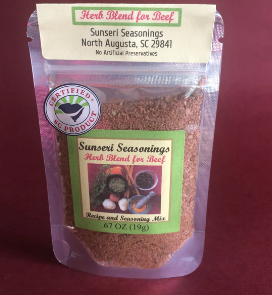 Herb Blend for Beef
Sunseri Seasonings
North Augusta, SC 29841
No Artificial Preservatives
CERTIFIED
SC PRODUCT
Sunseri Seasonings
Herb Blend for Beef
Recipe and Seasoning Mix
.67 OZ (19g)